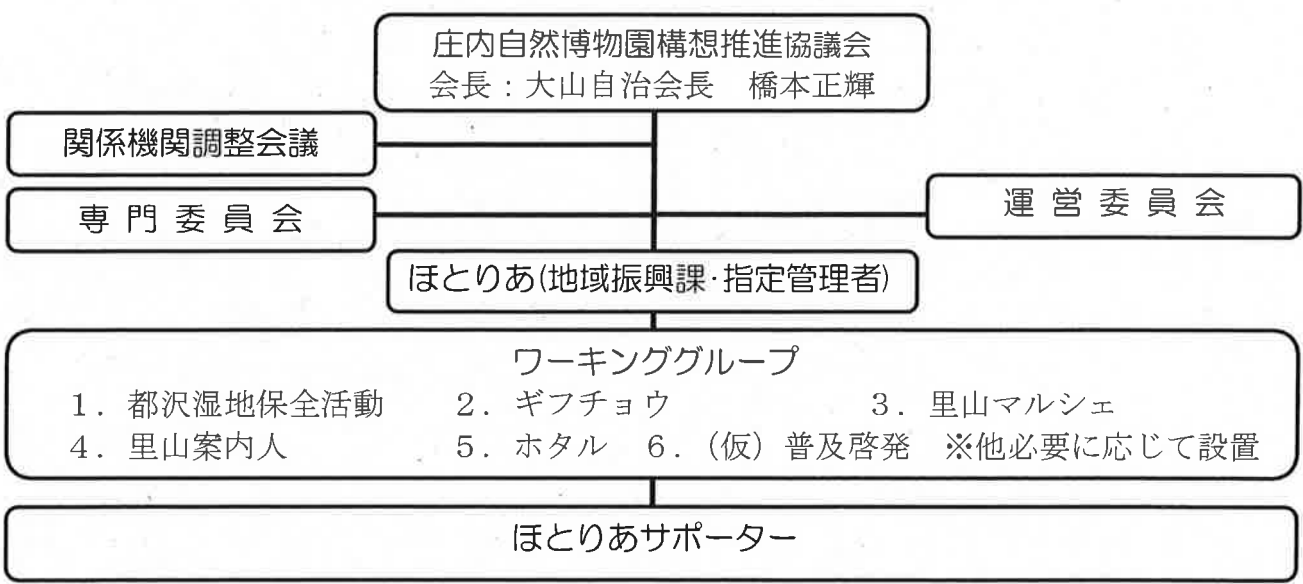 庄内自然博物園構想推進協議会
会長：大山自治会長　橋本正輝
関係機関調整会議
専門委員会
運営委員会
ほとりあ(地域振興課・指定管理者)
ワーキンググループ
１．都沢湿地保全活動　２．ギフチョウ　３．里山マルシェ
４．里山案内人　５．ホタル　６．（仮）普及啓発　※他必要に応じて設置
ほとりあサポーター